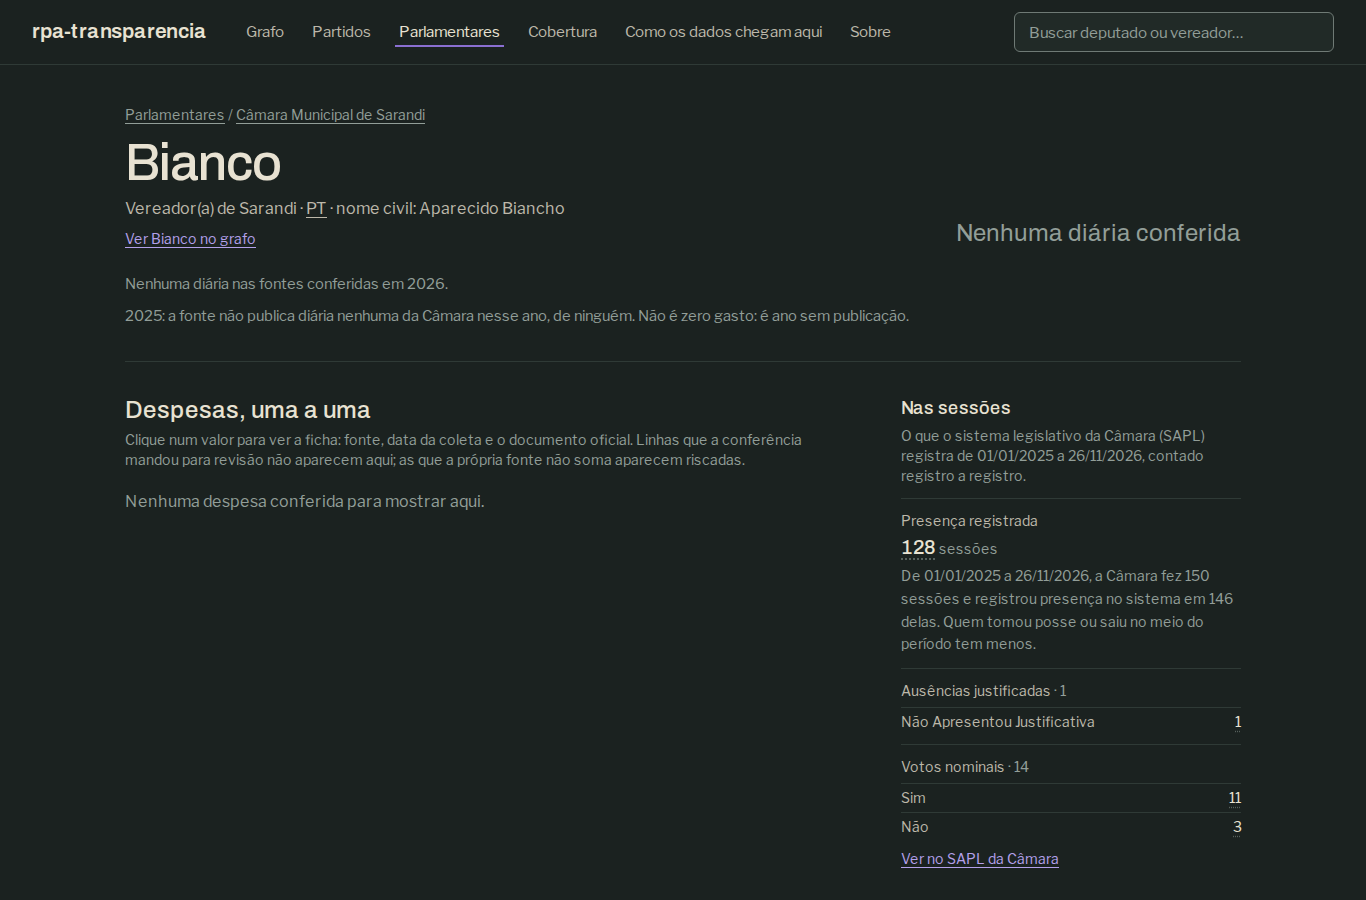 rpa-transparencia
Grafo
Partidos
Parlamentares
Cobertura
Como os dados chegam aqui
Sobre
Buscar deputado ou vereador...
Parlamentares / Câmara Municipal de Sarandi
Bianco
Vereador(a) de Sarandi · PT · nome civil: Aparecido Biancho
Ver Bianco no grafo
Nenhuma diária conferida
Nenhuma diária nas fontes conferidas em 2026.
2025: a fonte não publica diária nenhuma da Câmara nesse ano, de ninguém. Não é zero gasto: é ano sem publicação.
Despesas, uma a uma
Clique num valor para ver a ficha: fonte, data da coleta e o documento oficial. Linhas que a conferência
mandou para revisão não aparecem aqui; as que a própria fonte não soma aparecem riscadas.
Nenhuma despesa conferida para mostrar aqui.
Nas sessões
O que o sistema legislativo da Câmara (SAPL)
registra de 01/01/2025 a 26/11/2026, contado
registro a registro.
Presença registrada
128 sessões
De 01/01/2025 a 26/11/2026, a Câmara fez 150
sessões e registrou presença no sistema em 146
delas. Quem tomou posse ou saiu no meio do
período tem menos.
Ausências justificadas · 1
Não Apresentou Justificativa 1
Votos nominais · 14
Sim 11
Não 3
Ver no SAPL da Câmara